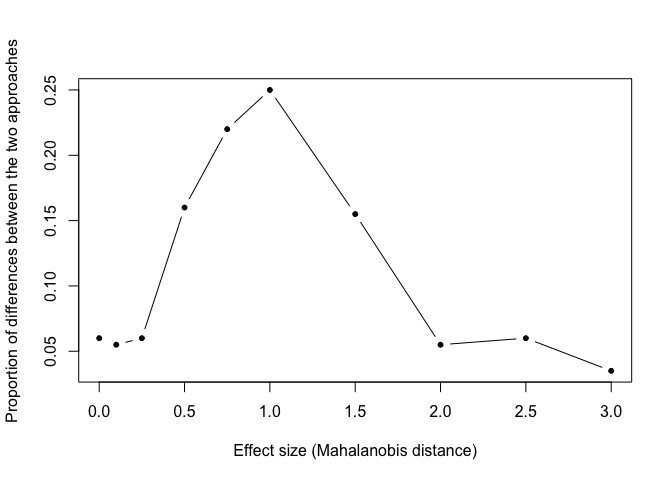 Proportion of differences between the two approaches
0.25
0.20
0.15
0.10
0.05
0.0 0.5 1.0 1.5 2.0 2.5 3.0
Effect size (Mahalanobis distance)